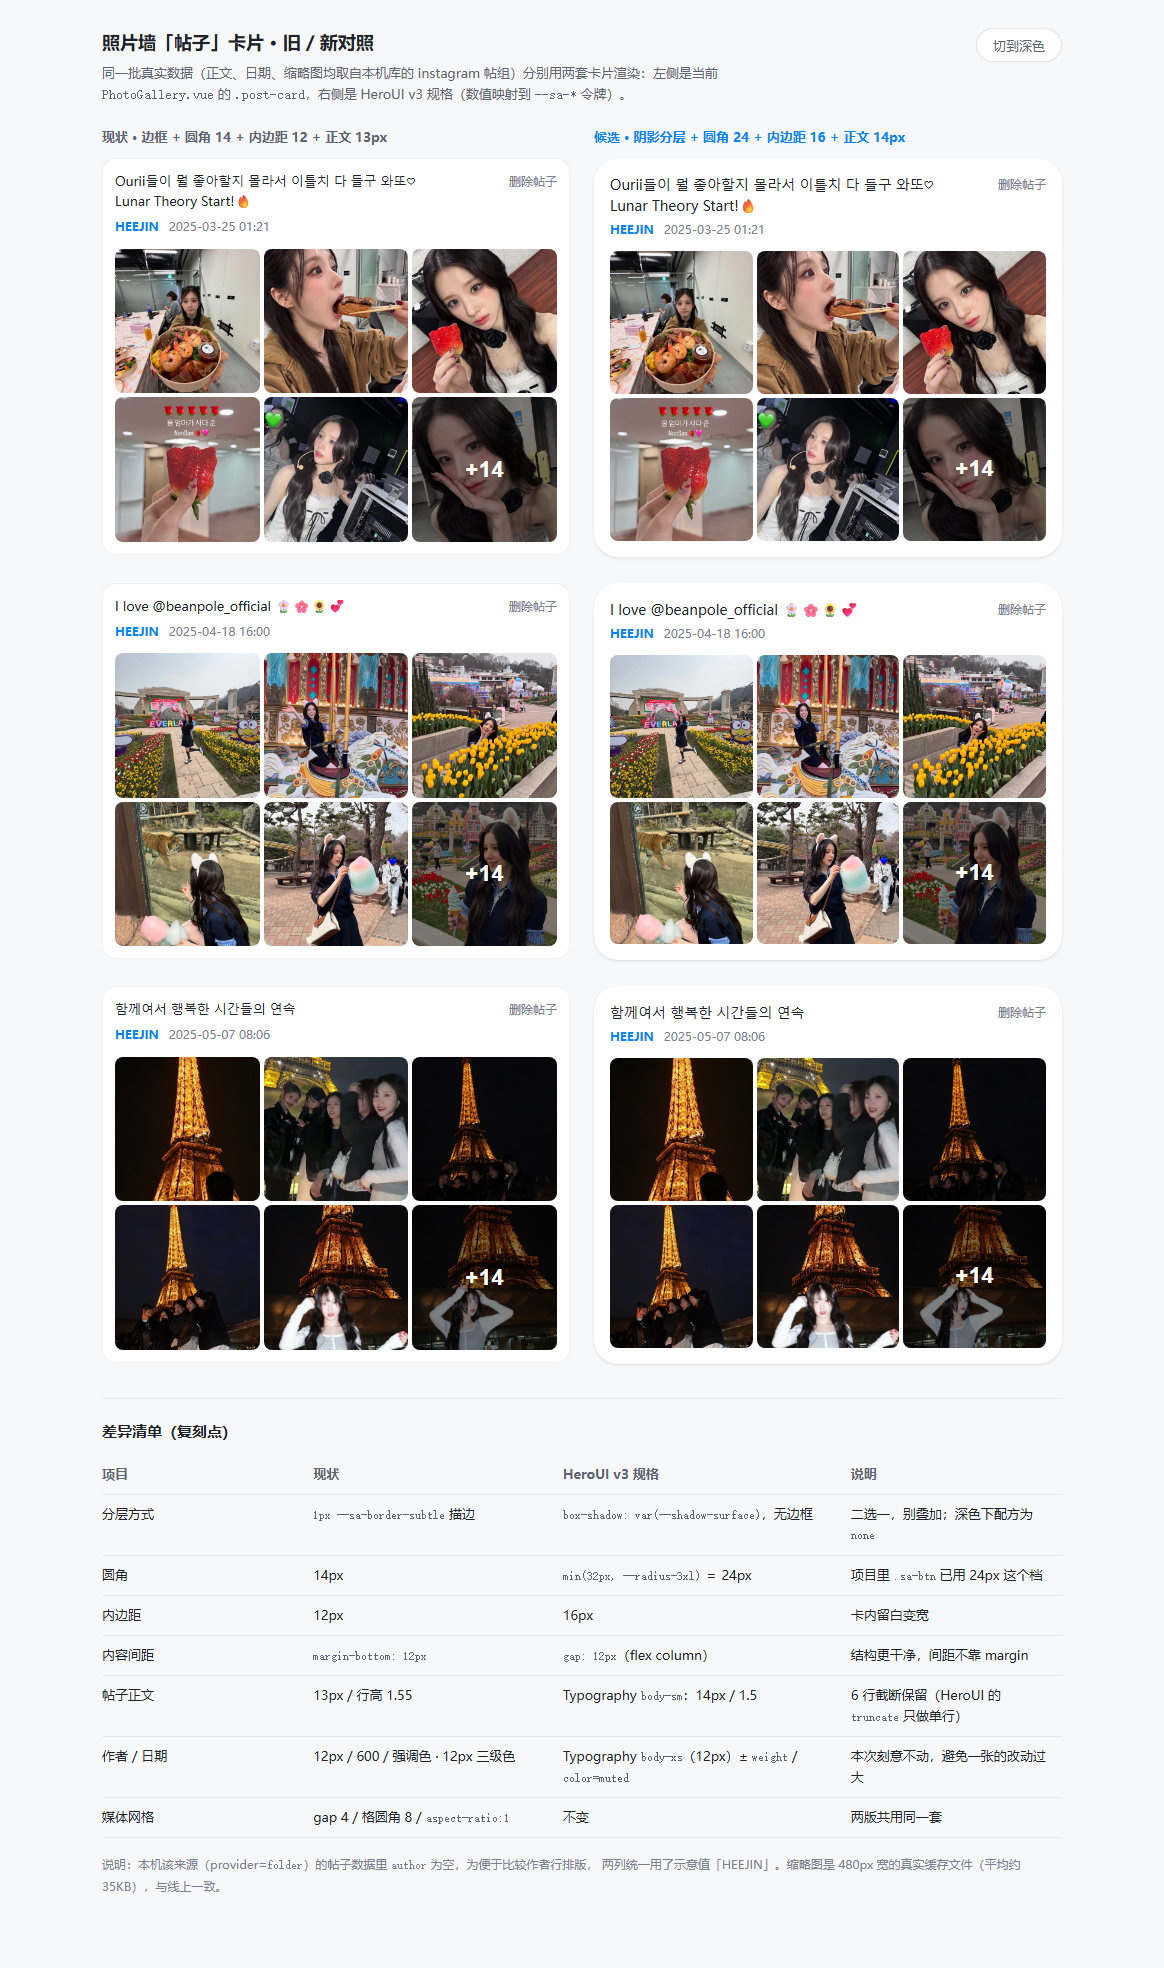 照片墙「帖子」卡片 · 旧 / 新对照
切到深色
同一批真实数据（正文、日期、缩略图均取自本机库的 instagram 帖组）分别用两套卡片渲染：左侧是当前
PhotoGallery.vue 的 .post-card，右侧是 HeroUI v3 规格（数值映射到 --sa-* 令牌）。
现状 · 边框 + 圆角 14 + 内边距 12 + 正文 13px
候选 · 阴影分层 + 圆角 24 + 内边距 16 + 正文 14px
Ourii들이 뭘 좋아할지 몰라서 이틀치 다 들구 와또♡
删除帖子
Lunar Theory Start!🔥
HEEJIN 2025-03-25 01:21
Ourii들이 뭘 좋아할지 몰라서 이틀치 다 들구 와또♡
删除帖子
Lunar Theory Start!🔥
HEEJIN 2025-03-25 01:21
울 엄마가 사다 준
+14
울 엄마가 사다 준
+14
I love @beanpole_official 
删除帖子
HEEJIN 2025-04-18 16:00
I love @beanpole_official 
删除帖子
HEEJIN 2025-04-18 16:00
EVERLA
EVERLA
+14
+14
함께여서 행복한 시간들의 연속
删除帖子
HEEJIN 2025-05-07 08:06
함께여서 행복한 시간들의 연속
删除帖子
HEEJIN 2025-05-07 08:06
+14
+14
差异清单（复刻点）
项目 现状 HeroUI v3 规格 说明
分层方式 1px --sa-border-subtle 描边 box-shadow: var(--shadow-surface)，无边框 二选一，别叠加；深色下配方为
none
圆角 14px min(32px, --radius-3xl) = 24px 项目里 .sa-btn 已用 24px 这个档
内边距 12px 16px 卡内留白变宽
内容间距 margin-bottom: 12px gap: 12px（flex column） 结构更干净，间距不靠 margin
帖子正文 13px / 行高 1.55 Typography body-sm：14px / 1.5 6 行截断保留（HeroUI 的
truncate 只做单行）
作者 / 日期 12px / 600 / 强调色 · 12px 三级色 Typography body-xs（12px）± weight /
color=muted
本次刻意不动，避免一张的改动过
大
媒体网格 gap 4 / 格圆角 8 / aspect-ratio:1 不变 两版共用同一套
说明：本机该来源（provider=folder）的帖子数据里 author 为空，为便于比较作者行排版， 两列统一用了示意值「HEEJIN」。缩略图是 480px 宽的真实缓存文件（平均约
35KB），与线上一致。